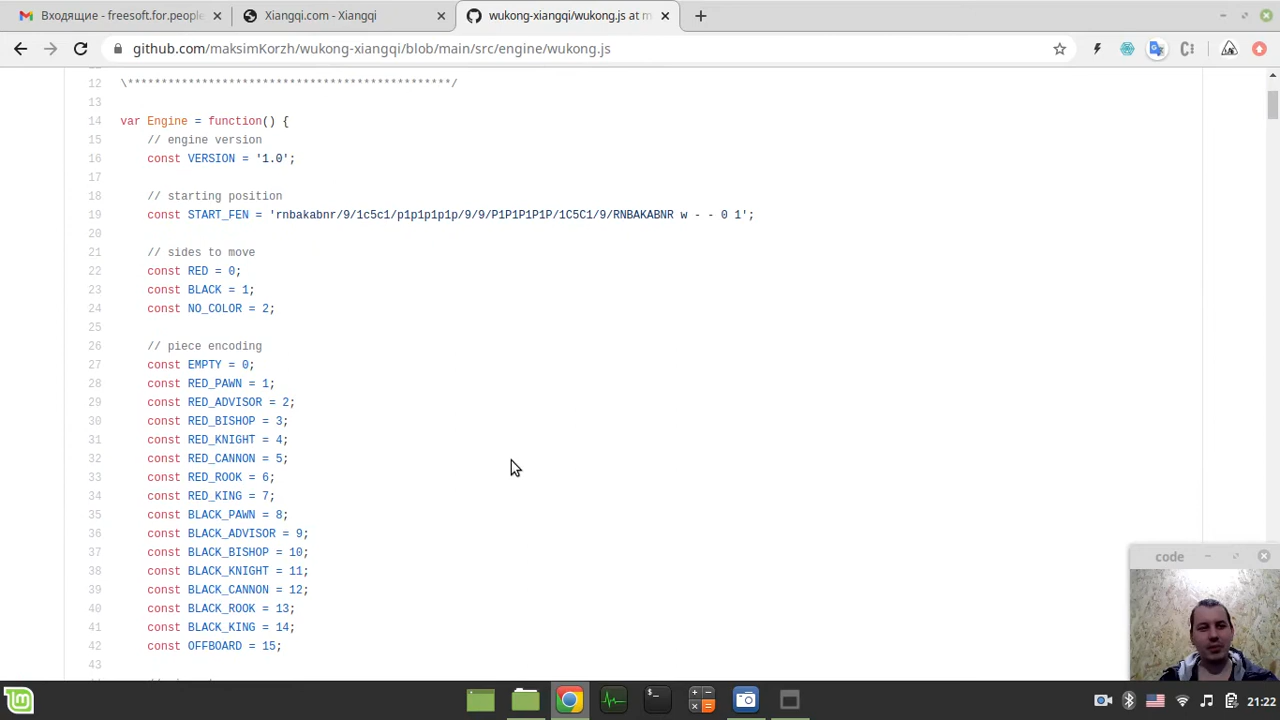 Входящие - freesoft.for.people
Xiangqi.com - Xiangqi
wukong-xiangqi/wukong.js at m
github.com/maksimKorzh/wukong-xiangqi/blob/main/src/engine/wukong.js
12 \************************************************/
13
14 var Engine = function() {
15 // engine version
16 const VERSION = '1.0';
17
18 // starting position
19 const START_FEN = 'rnbakabnr/9/1c5c1/p1p1p1p1p/9/9/P1P1P1P1P/1C5C1/9/RNBAKABNR w - - 0 1';
20
21 // sides to move
22 const RED = 0;
23 const BLACK = 1;
24 const NO_COLOR = 2;
25
26 // piece encoding
27 const EMPTY = 0;
28 const RED_PAWN = 1;
29 const RED_ADVISOR = 2;
30 const RED_BISHOP = 3;
31 const RED_KNIGHT = 4;
32 const RED_CANNON = 5;
33 const RED_ROOK = 6;
34 const RED_KING = 7;
35 const BLACK_PAWN = 8;
36 const BLACK_ADVISOR = 9;
37 const BLACK_BISHOP = 10;
38 const BLACK_KNIGHT = 11;
39 const BLACK_CANNON = 12;
40 const BLACK_ROOK = 13;
41 const BLACK_KING = 14;
42 const OFFBOARD = 15;
43
code
21:22